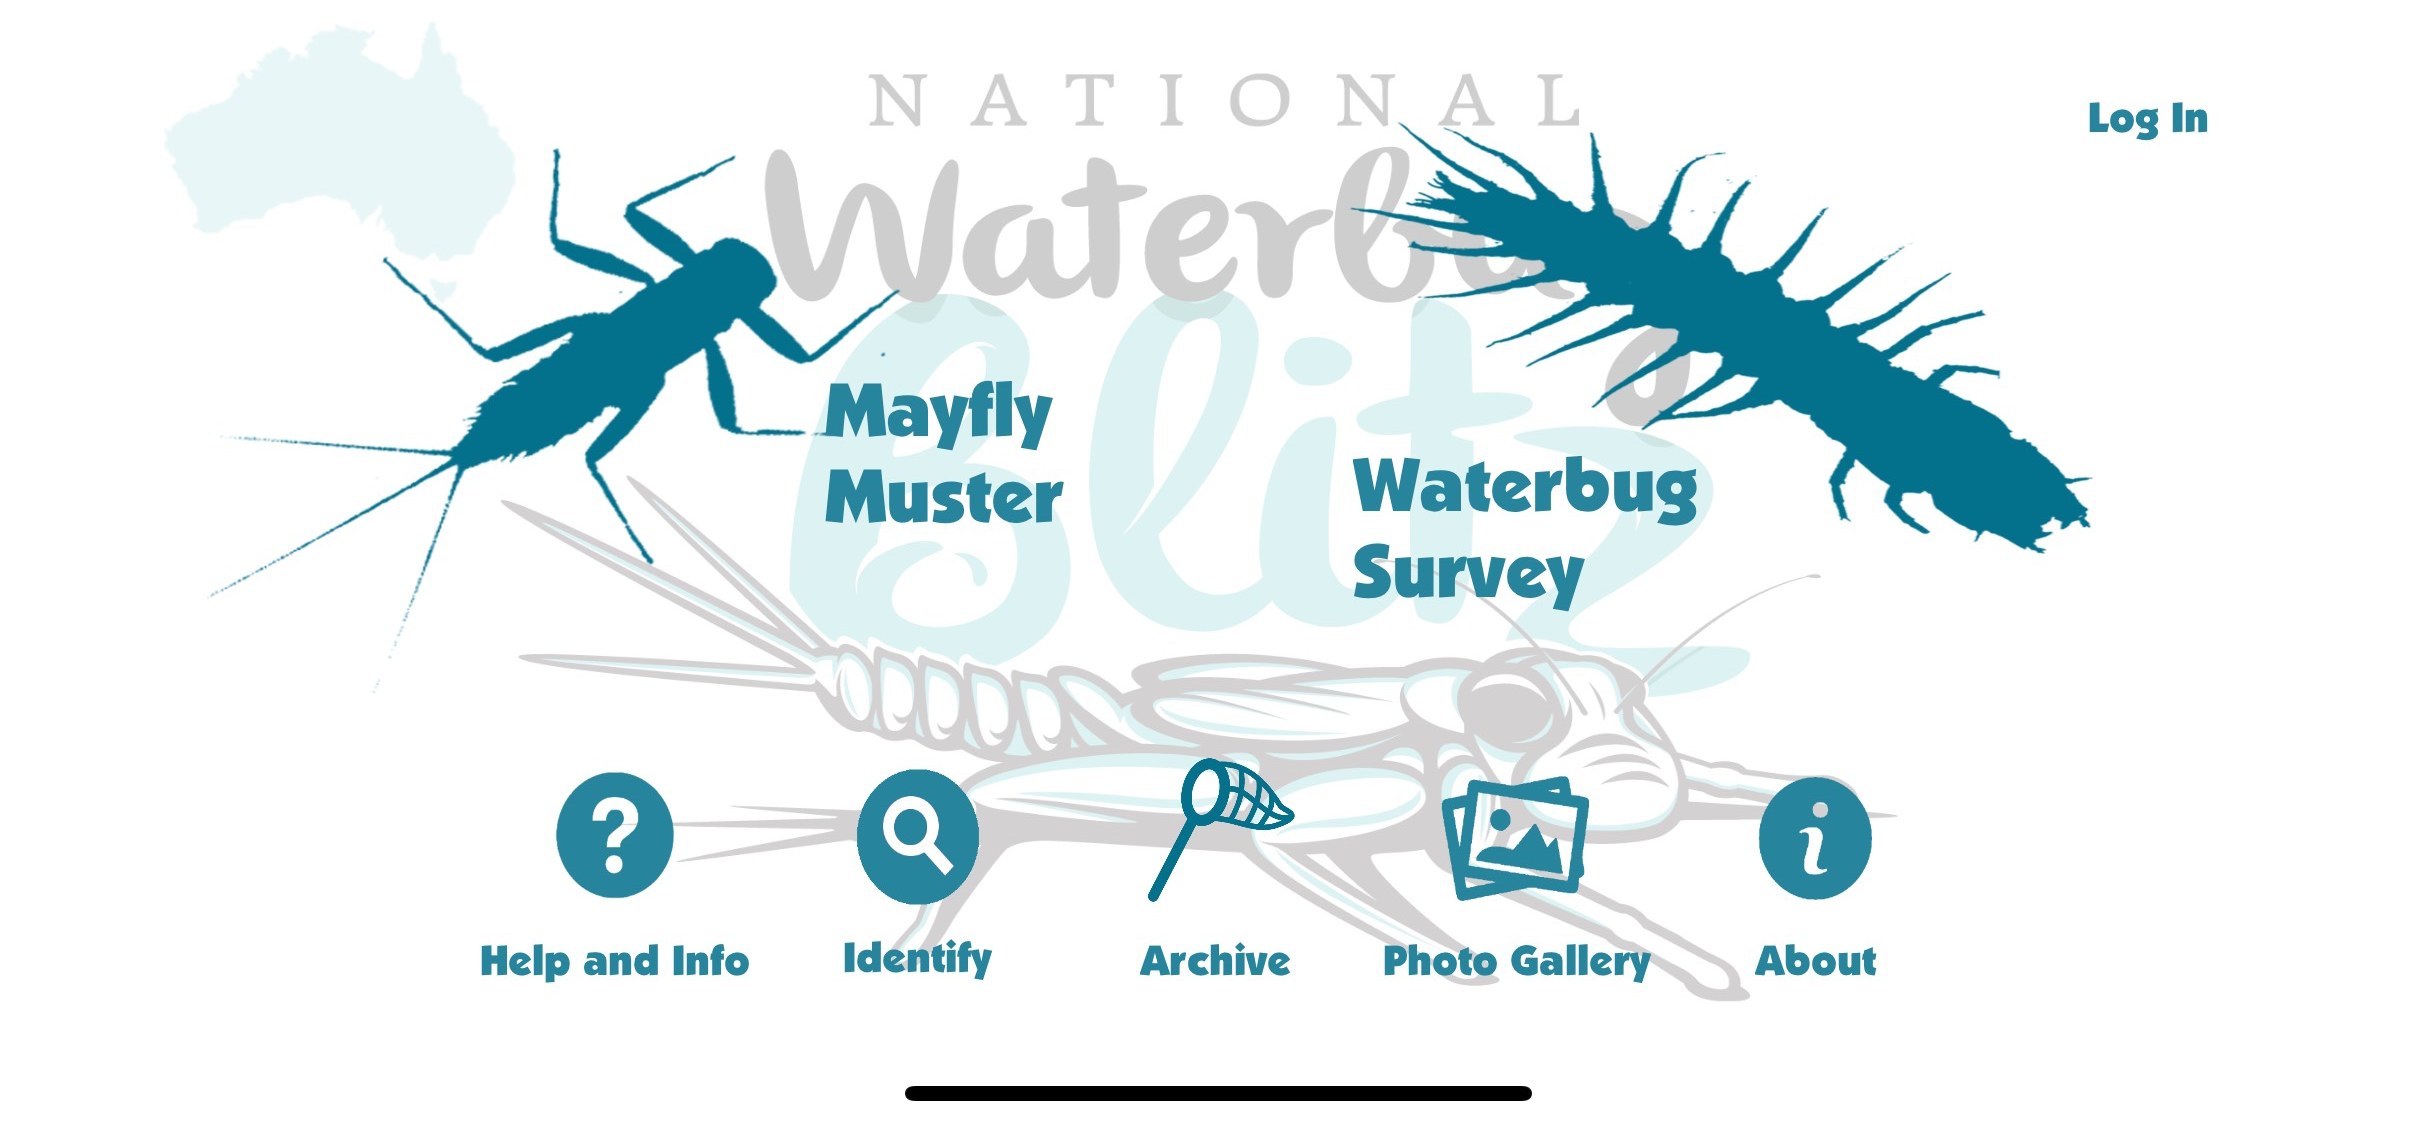 NATIONAL
Log In
Waterbug
Blitz
Mayfly
Muster
Waterbug
Survey
Help and Info
Identify
Archive
Photo Gallery
About